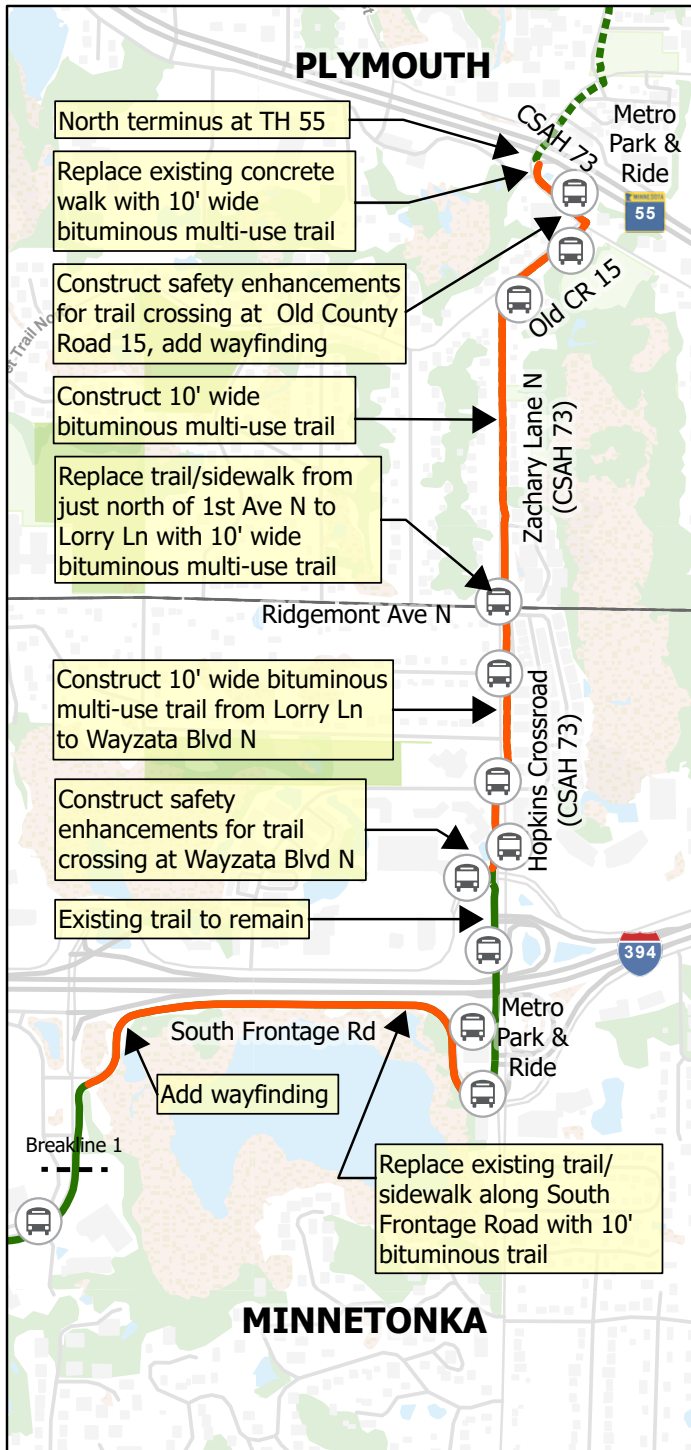 PLYMOUTH
North terminus at TH 55
CSAH 73
Metro
Park &
Ride
MINNESOTA
55
Replace existing concrete
walk with 10' wide
bituminous multi-use trail
Construct safety enhancements
for trail crossing at Old County
Road 15, add wayfinding
Old CR 15
et-Trail No
Construct 10' wide
bituminous multi-use trail
Zachary Lane N
(CSAH 73)
Replace trail/sidewalk from
just north of 1st Ave N to
Lorry Ln with 10' wide
bituminous multi-use trail
Ridgemont Ave N
Construct 10' wide bituminous
multi-use trail from Lorry Ln
to Wayzata Blvd N
Hopkins Crossroad
(CSAH 73)
Construct safety
enhancements for trail
crossing at Wayzata Blvd N
Existing trail to remain
394
South Frontage Rd
Metro
Park &
Ride
Add wayfinding
Breakline 1
Replace existing trail/
sidewalk along South
Frontage Road with 10'
bituminous trail
MINNETONKA